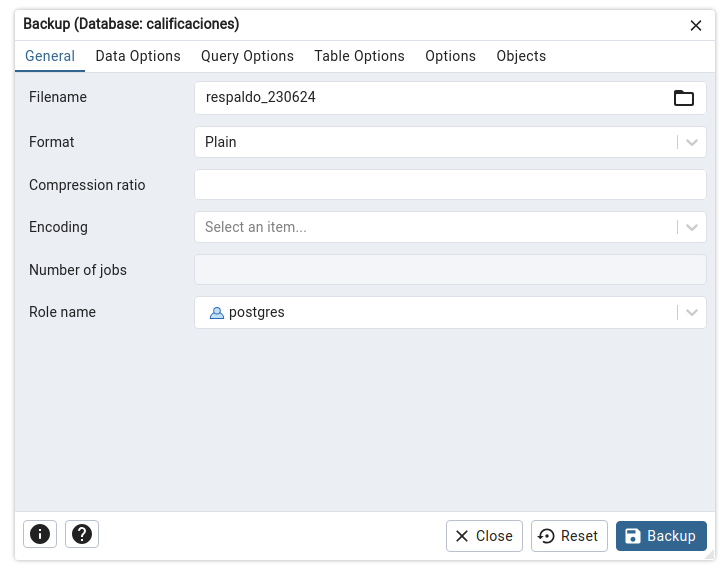 Backup (Database: calificaciones)
General Data Options Query Options Table Options Options Objects
Filename respaldo_230624
Format Plain
Compression ratio
Encoding Select an item...
Number of jobs
Role name postgres
Close Reset Backup